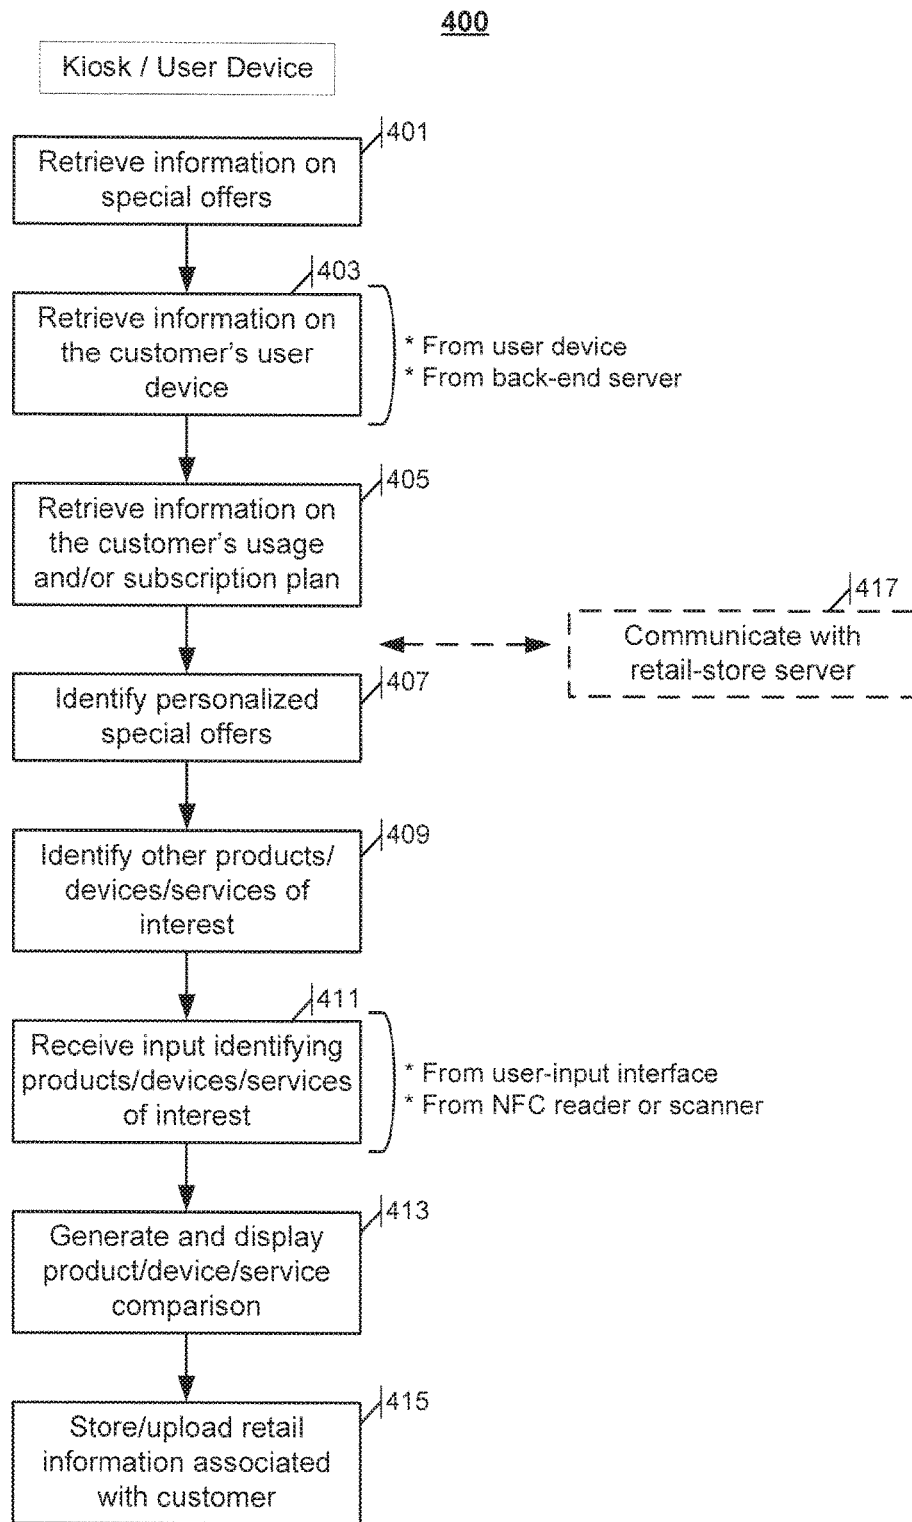 400
Kiosk / User Device
401
Retrieve information on
special offers
403
Retrieve information on
the customer's user
device
* From user device
* From back-end server
405
Retrieve information on
the customer's usage
and/or subscription plan
417
Communicate with
retail-store server
407
Identify personalized
special offers
409
Identify other products/
devices/services of
interest
411
Receive input identifying
products/devices/services
of interest
* From user-input interface
* From NFC reader or scanner
413
Generate and display
product/device/service
comparison
415
Store/upload retail
information associated
with customer